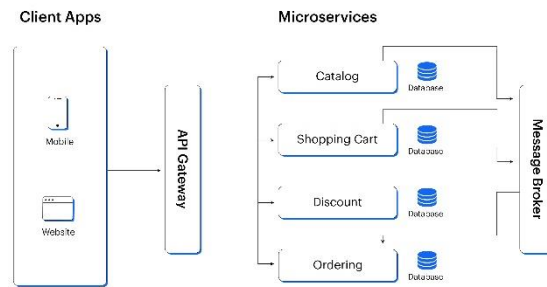 Client Apps
Microservices
Mobile
Website
API Gateway
Catalog
Database
Shopping Cart
Database
Discount
Database
Ordering
Database
Message Broker